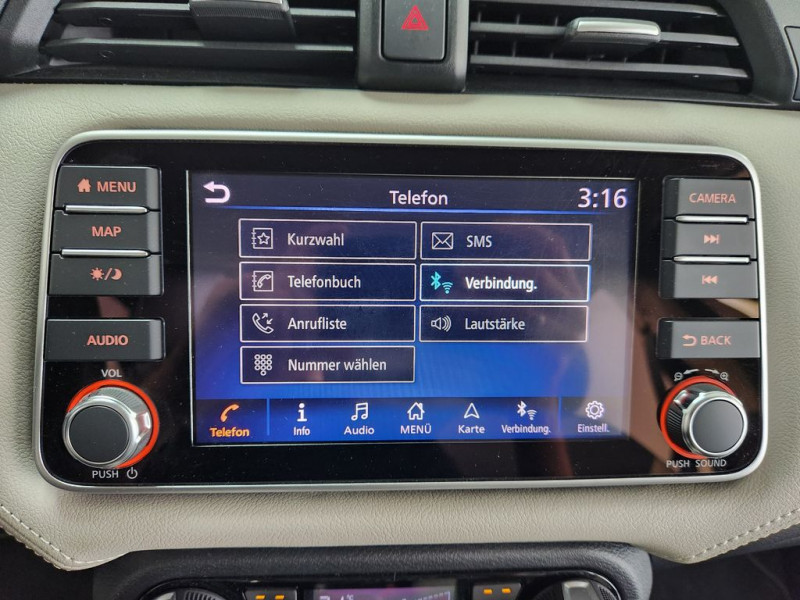 MENU
MAP
AUDIO
VOL
PUSH
Telefon
3:16
Kurzwahl
SMS
Telefonbuch
Verbindung.
Anrufliste
Lautstärke
Nummer wählen
Telefon
Info
Audio
MENÜ
Karte
Verbindung.
Einstell.
CAMERA
BACK
PUSH SOUND